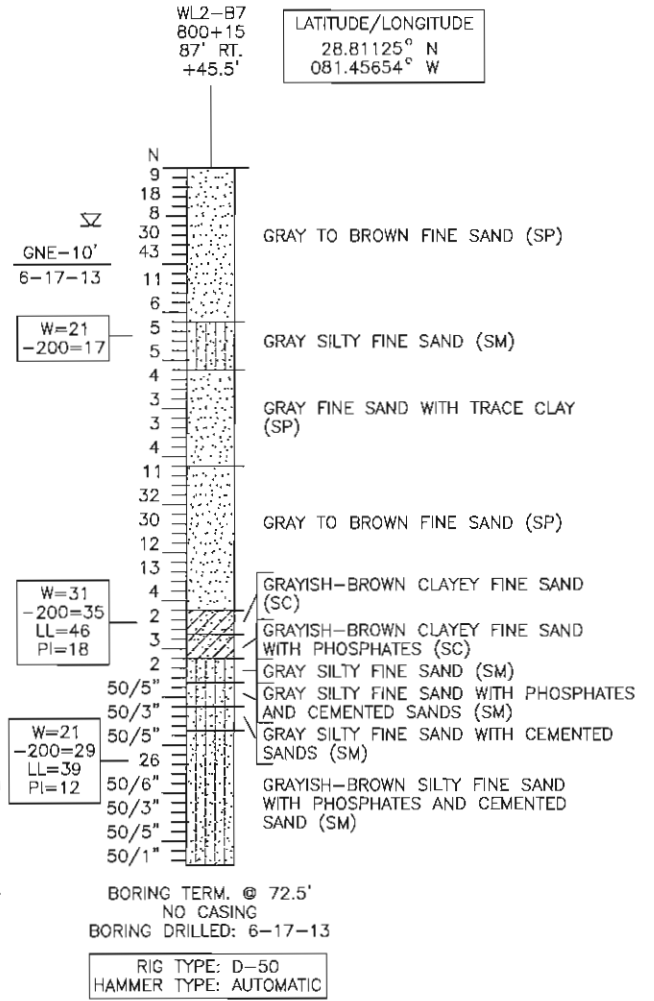 WL2-B7
800+15
87' RT.
+45.5'
LATITUDE/LONGITUDE
28.81125° N
081.45654° W
N
9
18
8
30
43
11
6
GNE-10'
6-17-13
GRAY TO BROWN FINE SAND (SP)
W=21
-200=17
5
5
GRAY SILTY FINE SAND (SM)
4
3
3
4
GRAY FINE SAND WITH TRACE CLAY
(SP)
11
32
30
12
13
4
GRAY TO BROWN FINE SAND (SP)
W=31
-200=35
LL=46
PI=18
2
3
2
GRAYISH-BROWN CLAYEY FINE SAND
(SC)
GRAYISH-BROWN CLAYEY FINE SAND
WITH PHOSPHATES (SC)
GRAY SILTY FINE SAND (SM)
50/5"
50/3"
50/5"
GRAY SILTY FINE SAND WITH PHOSPHATES
AND CEMENTED SANDS (SM)
GRAY SILTY FINE SAND WITH CEMENTED
SANDS (SM)
W=21
-200=29
LL=39
PI=12
26
50/6"
50/3"
50/5"
50/1"
GRAYISH-BROWN SILTY FINE SAND
WITH PHOSPHATES AND CEMENTED
SAND (SM)
BORING TERM. @ 72.5'
NO CASING
BORING DRILLED: 6-17-13
RIG TYPE: D-50
HAMMER TYPE: AUTOMATIC